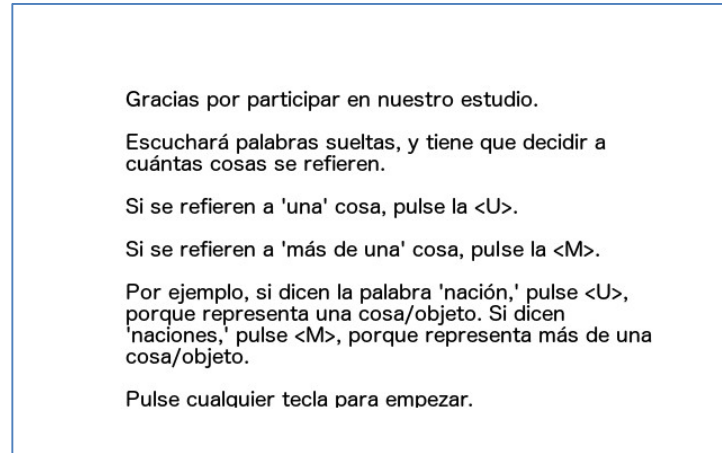 Gracias por participar en nuestro estudio.
Escuchará palabras sueltas, y tiene que decidir a
cuántas cosas se refieren.
Si se refieren a 'una' cosa, pulse la <U>.
Si se refieren a 'más de una' cosa, pulse la <M>.
Por ejemplo, si dicen la palabra 'nación,' pulse <U>,
porque representa una cosa/objeto. Si dicen
'naciones,' pulse <M>, porque representa más de una
cosa/objeto.
Pulse cualquier tecla para empezar.